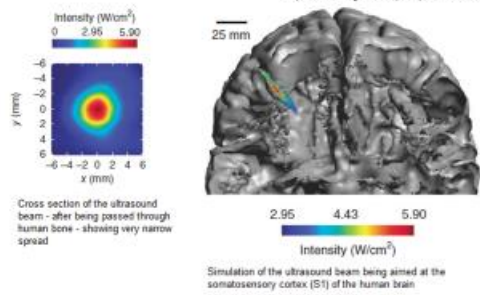 Intensity (W/cm²)
0 2.95 5.90
25 mm
-6
-4
-2
0
2
4
6
y (mm)
-6 -4 -2 0 2 4 6
x (mm)
Cross section of the ultrasound
beam - after being passed through
human bone - showing very narrow
spread
2.95 4.43 5.90
Intensity (W/cm²)
Simulation of the ultrasound beam being aimed at the
somatosensory cortex (S1) of the human brain